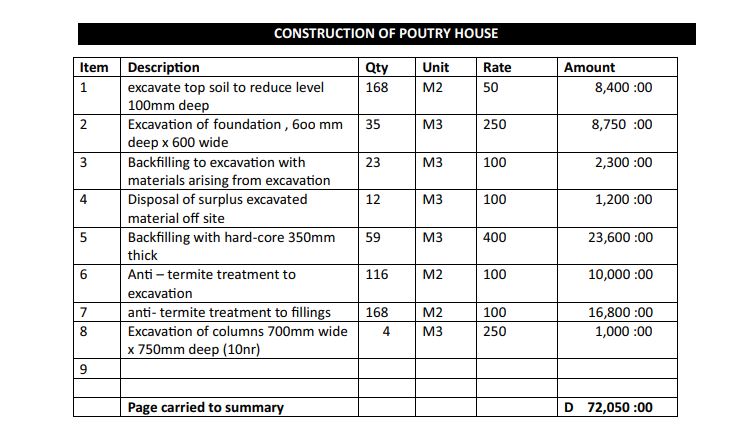 CONSTRUCTION OF POUTRY HOUSE
Item Description Qty Unit Rate Amount
1 excavate top soil to reduce level 168 M2 50 8,400 :00
100mm deep
2 Excavation of foundation , 6oo mm 35 M3 250 8,750 :00
deep x 600 wide
3 Backfilling to excavation with 23 M3 100 2,300 :00
materials arising from excavation
4 Disposal of surplus excavated 12 M3 100 1,200 :00
material off site
5 Backfilling with hard-core 350mm 59 M3 400 23,600 :00
thick
6 Anti – termite treatment to 116 M2 100 10,000 :00
excavation
7 anti- termite treatment to fillings 168 M2 100 16,800 :00
8 Excavation of columns 700mm wide 4 M3 250 1,000 :00
x 750mm deep (10nr)
9
Page carried to summary D 72,050 :00